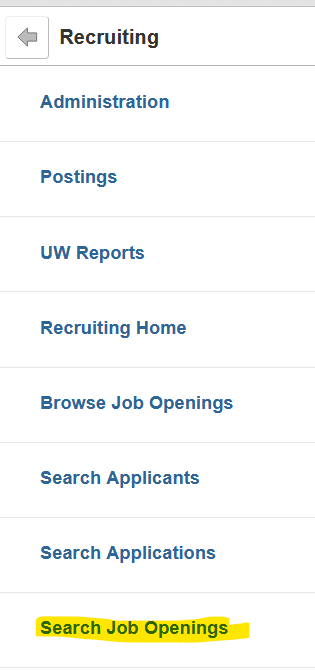 Recruiting
Administration
Postings
UW Reports
Recruiting Home
Browse Job Openings
Search Applicants
Search Applications
Search Job Openings